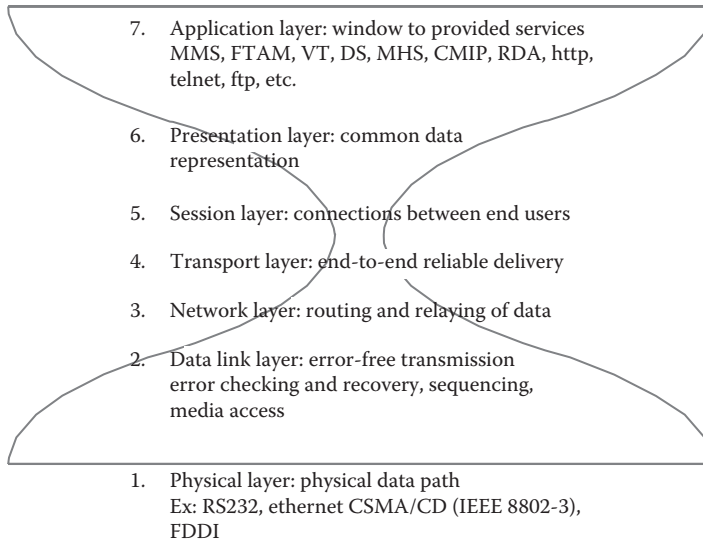 7. Application layer: window to provided services
MMS, FTAM, VT, DS, MHS, CMIP, RDA, http,
telnet, ftp, etc.
6. Presentation layer: common data
representation
5. Session layer: connections between end users
4. Transport layer: end-to-end reliable delivery
3. Network layer: routing and relaying of data
2. Data link layer: error-free transmission
error checking and recovery, sequencing,
media access
1. Physical layer: physical data path
Ex: RS232, ethernet CSMA/CD (IEEE 8802-3),
FDDI